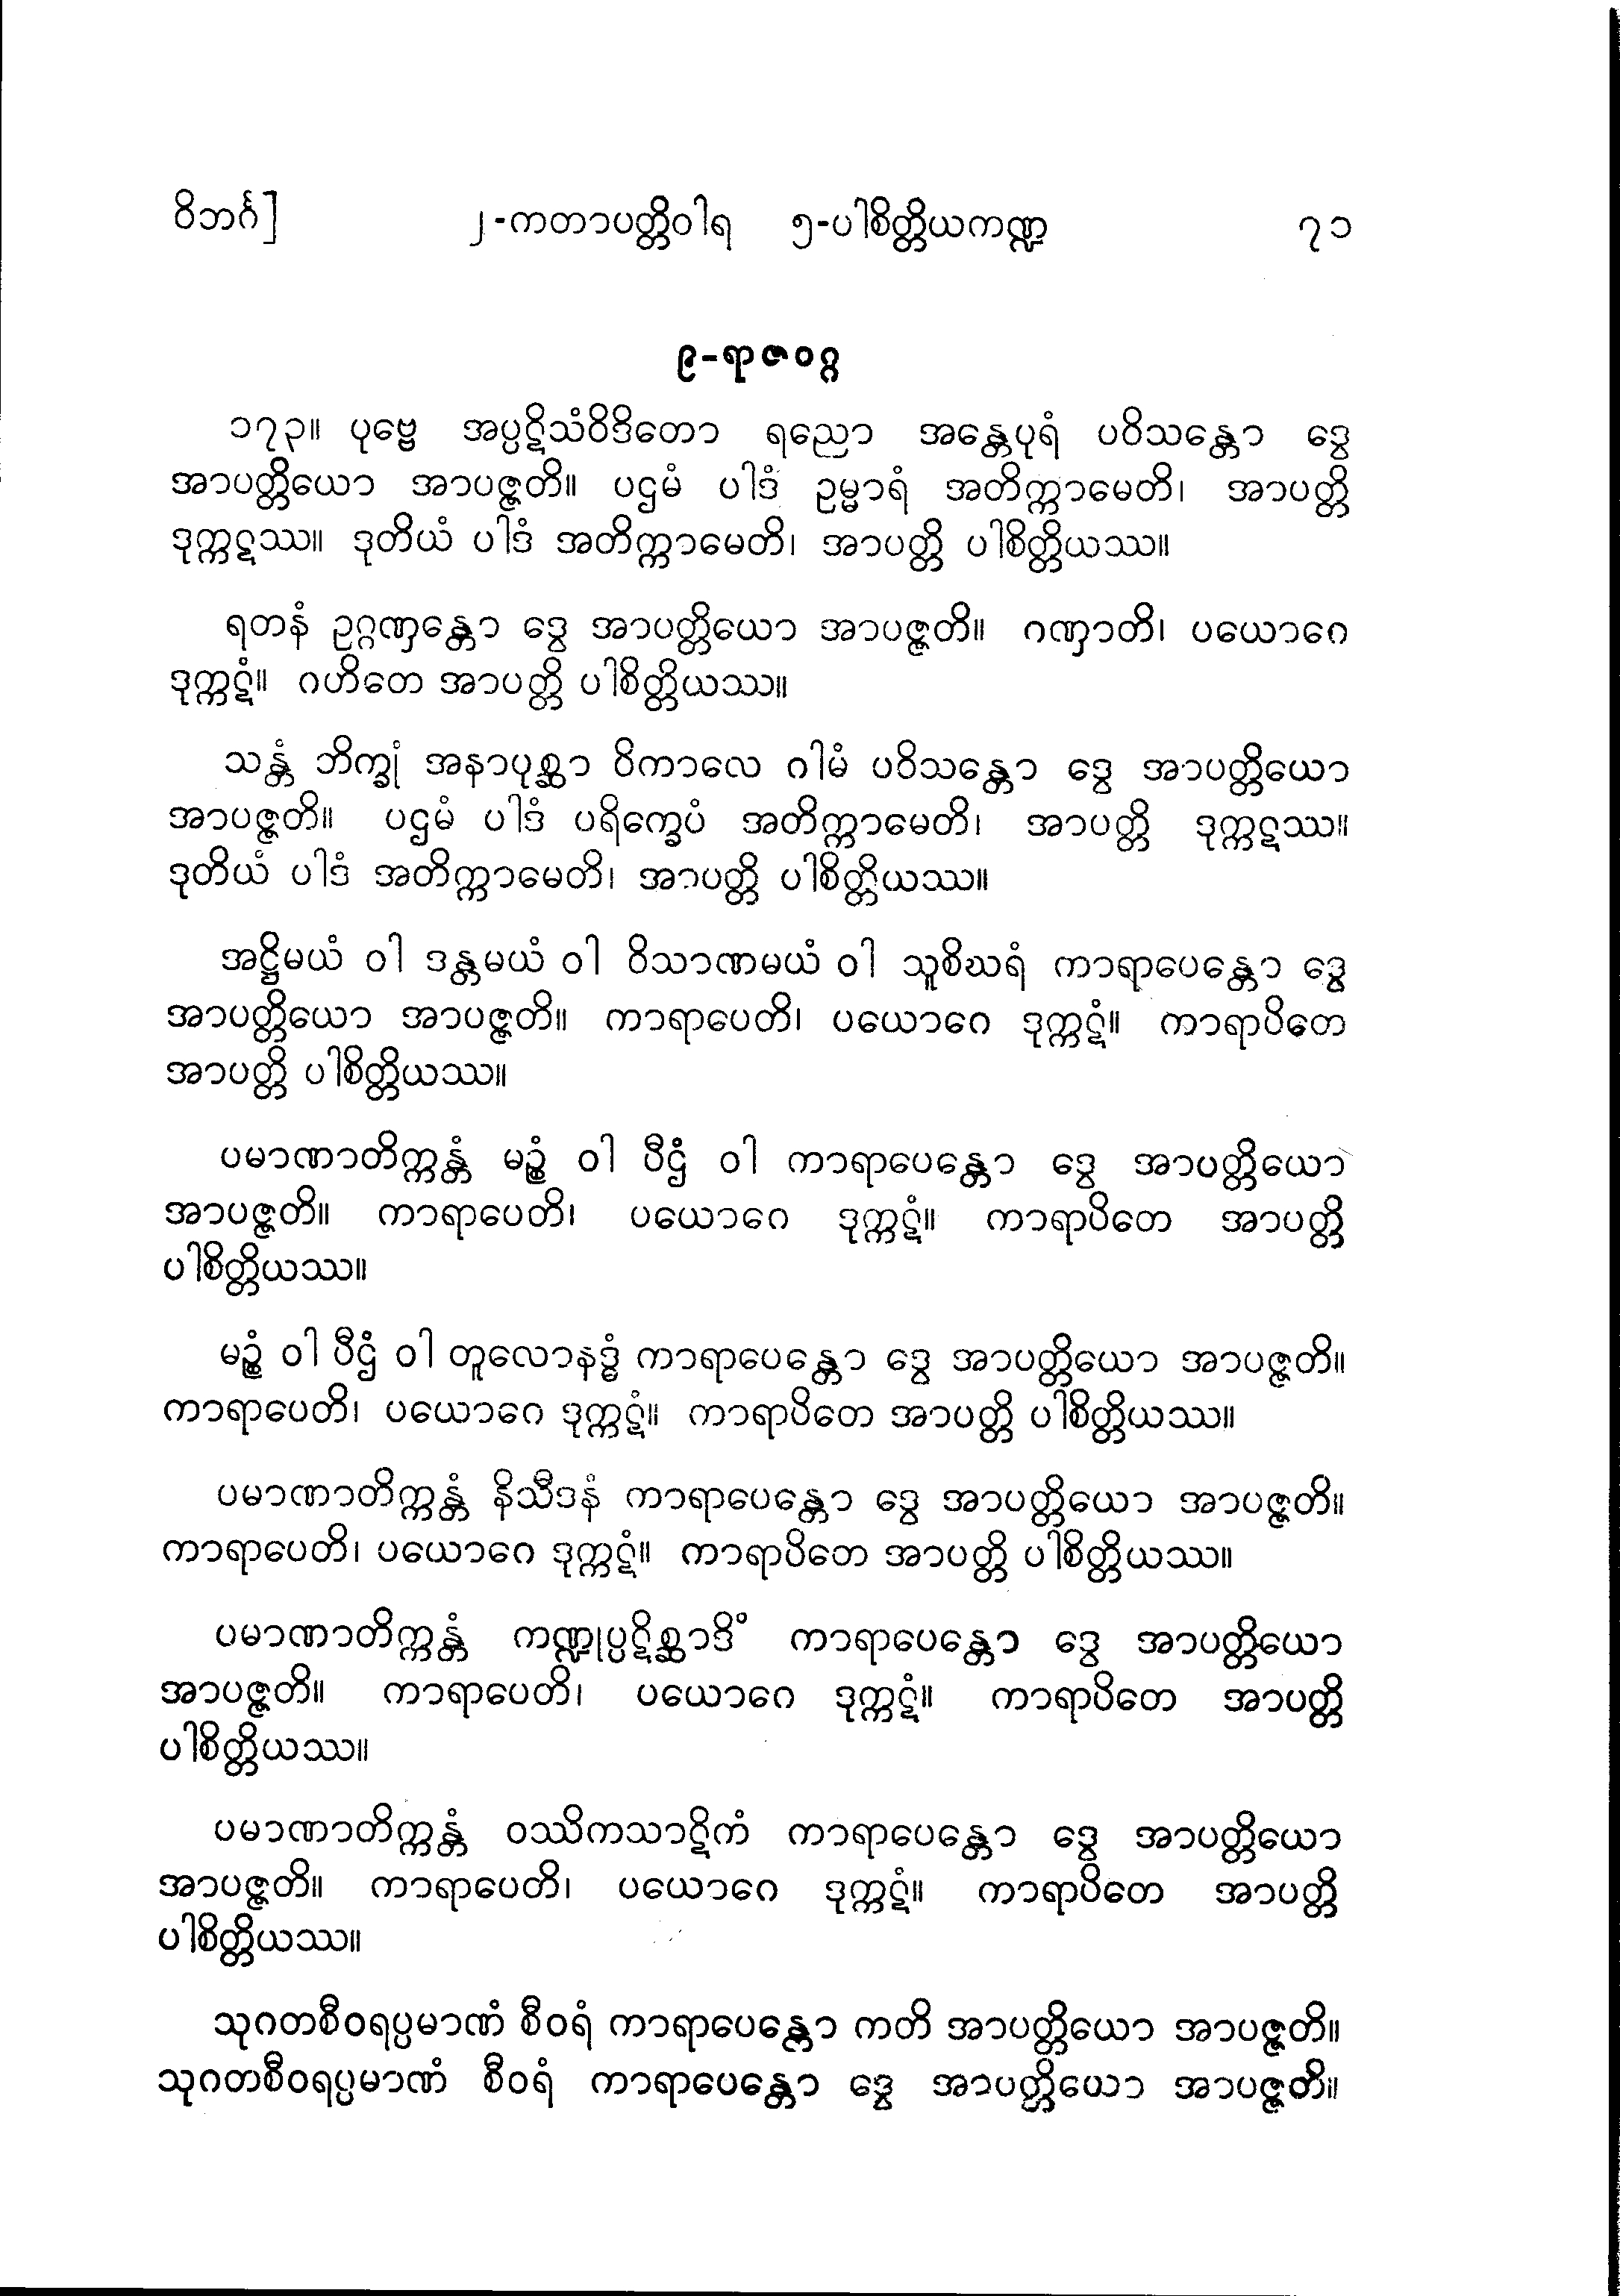 ဝိဘင်္ဂ]	၂-ကတာပတ္တိဝါရ ၅-ပါစိတ္တိယကဏ္ဍ	၇၁
၉-ရာဇဝဂ္ဂ
၁၇၃။ ပုဗ္ဗေ အပ္ပဋိသံဝိဒိတော ရညော အန္တေပုရံ ပဝိသန္တော ဒွေ
အာပတ္တိယော အာပဇ္ဇတိ။ ပဌမံ ပါဒံ ဥမ္မာရံ အတိက္ကာမေတိ၊ အာပတ္တိ
ဒုက္ကဋဿ။ ဒုတိယံ ပါဒံ အတိက္ကာမေတိ၊ အာပတ္တိ ပါစိတ္တိယဿ။
ရတနံ ဥဂ္ဂဏှန္တော ဒွေ အာပတ္တိယော အာပဇ္ဇတိ။ ဂဏှာတိ၊ ပယောဂေ
ဒုက္ကဋံ။ ဂဟိတေ အာပတ္တိ ပါစိတ္တိယဿ။
သန္တံ ဘိက္ခုံ အနာပုစ္ဆာ ဝိကာလေ ဂါမံ ပဝိသန္တော ဒွေ အာပတ္တိယော
အာပဇ္ဇတိ။ ပဌမံ ပါဒံ ပရိက္ခေပံ အတိက္ကာမေတိ၊ အာပတ္တိ ဒုက္ကဋဿ။
ဒုတိယံ ပါဒံ အတိက္ကာမေတိ၊ အာပတ္တိ ပါစိတ္တိယဿ။
အဋ္ဌိမယံ ဝါ ဒန္တမယံ ဝါ ဝိသာဏမယံ ဝါ သူစိဃရံ ကာရာပေန္တော ဒွေ
အာပတ္တိယော အာပဇ္ဇတိ။ ကာရာပေတိ၊ ပယောဂေ ဒုက္ကဋံ။ ကာရာပိတေ
အာပတ္တိ ပါစိတ္တိယဿ။
ပမာဏာတိက္ကန္တံ မဉ္စံ ဝါ ပီဌံ ဝါ ကာရာပေန္တော ဒွေ အာပတ္တိယော
အာပဇ္ဇတိ။ ကာရာပေတိ၊ ပယောဂေ ဒုက္ကဋံ။ ကာရာပိတေ အာပတ္တိ
ပါစိတ္တိယဿ။
မဉ္စံ ဝါ ပီဌံ ဝါ တူလောနဒ္ဓံ ကာရာပေန္တော ဒွေ အာပတ္တိယော အာပဇ္ဇတိ။
ကာရာပေတိ၊ ပယောဂေ ဒုက္ကဋံ။ ကာရာပိတေ အာပတ္တိ ပါစိတ္တိယဿ။
ပမာဏာတိက္ကန္တံ နိသီဒနံ ကာရာပေန္တော ဒွေ အာပတ္တိယော အာပဇ္ဇတိ။
ကာရာပေတိ၊ ပယောဂေ ဒုက္ကဋံ။ ကာရာပိတေ အာပတ္တိ ပါစိတ္တိယဿ။
ပမာဏာတိက္ကန္တံ ကဏ္ဍုပ္ပဋိစ္ဆာဒိံ ကာရာပေန္တော ဒွေ အာပတ္တိယော
အာပဇ္ဇတိ။ ကာရာပေတိ၊ ပယောဂေ ဒုက္ကဋံ။ ကာရာပိတေ အာပတ္တိ
ပါစိတ္တိယဿ။
ပမာဏာတိက္ကန္တံ ဝဿိကသာဋိကံ ကာရာပေန္တော ဒွေ အာပတ္တိယော
အာပဇ္ဇတိ။ ကာရာပေတိ၊ ပယောဂေ ဒုက္ကဋံ။ ကာရာပိတေ အာပတ္တိ
ပါစိတ္တိယဿ။
သုဂတစီဝရပ္ပမာဏံ စီဝရံ ကာရာပေန္တော ကတိ အာပတ္တိယော အာပဇ္ဇတိ။
သုဂတစီဝရပ္ပမာဏံ စီဝရံ ကာရာပေန္တော ဒွေ အာပတ္တိယော အာပဇ္ဇတိ။